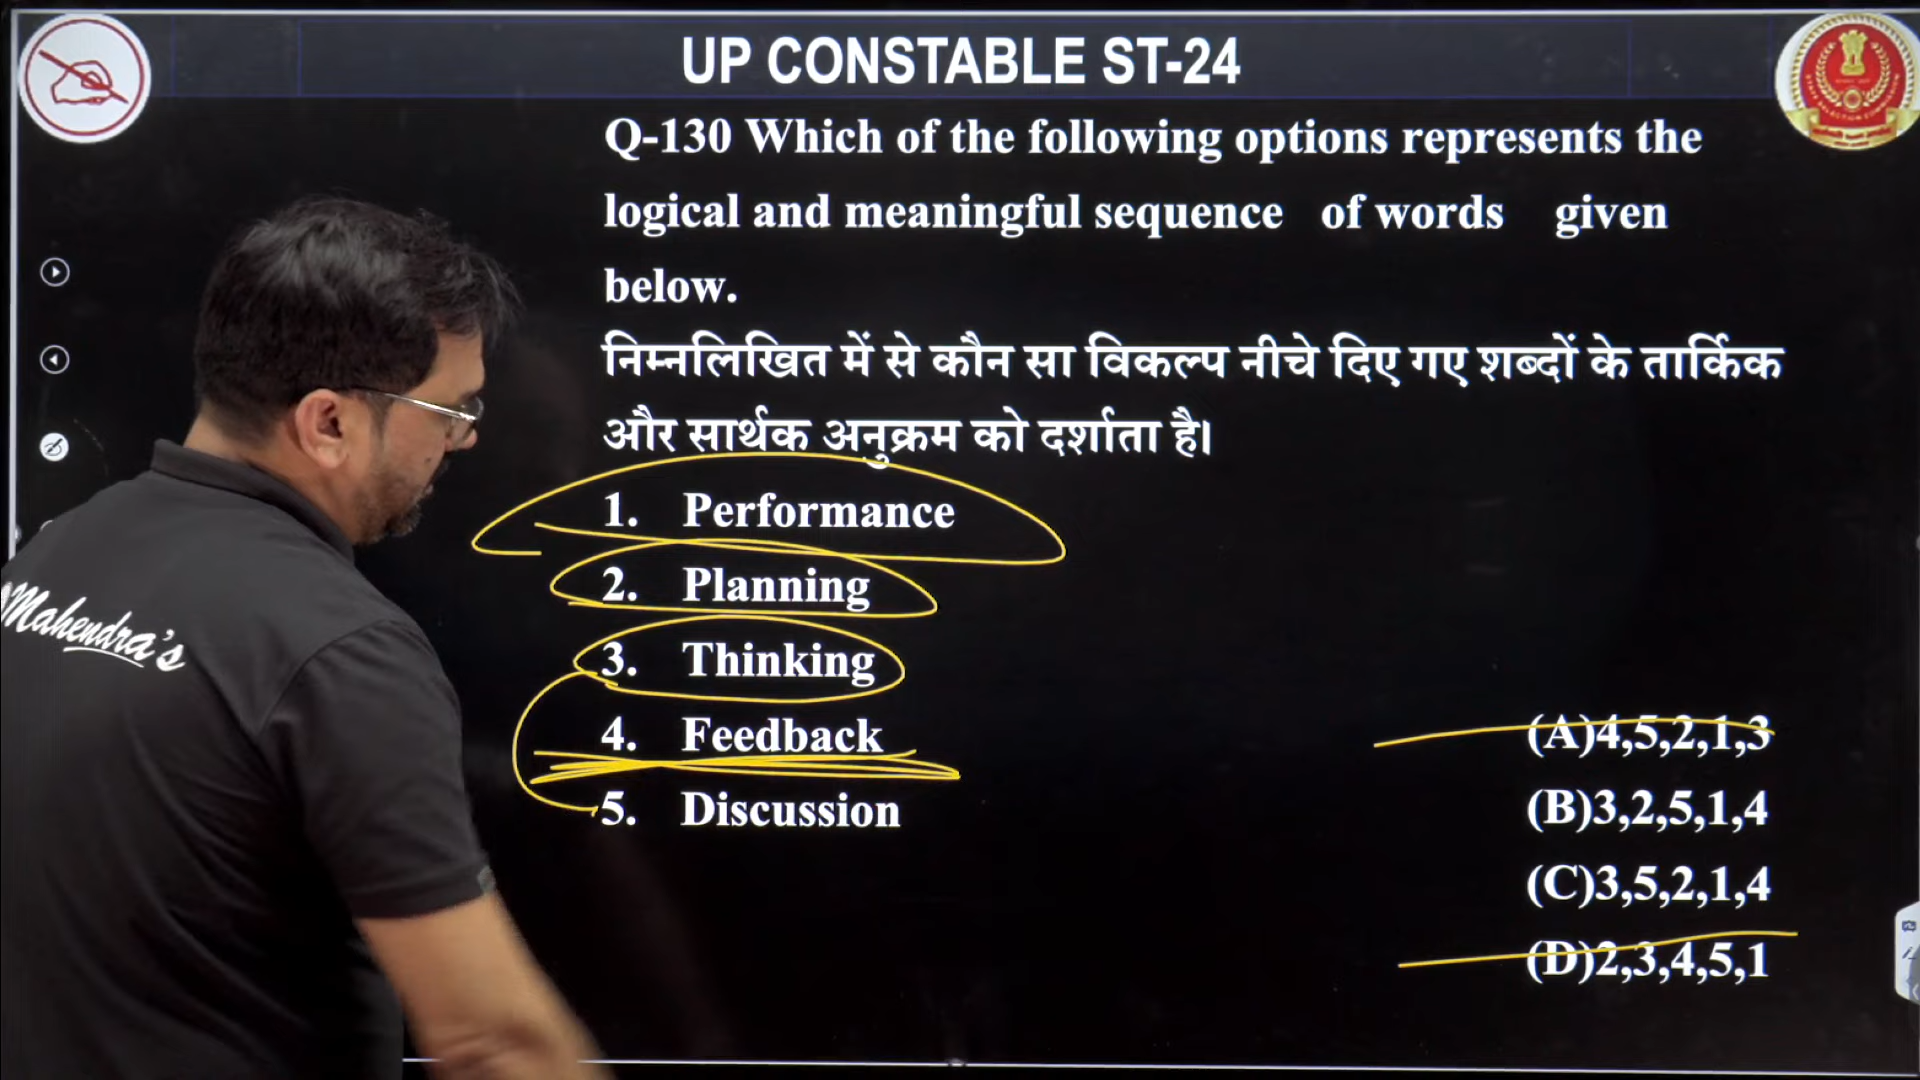 UP CONSTABLE ST-24
Q-130 Which of the following options represents the
logical and meaningful sequence of words given
below.
निम्नलिखित में से कौन सा विकल्प नीचे दिए गए शब्दों के तार्किक
और सार्थक अनुक्रम को दर्शाता है।
1. Performance
2. Planning
3. Thinking
4. Feedback
5. Discussion
(A)4,5,2,1,3
(B)3,2,5,1,4
(C)3,5,2,1,4
(D)2,3,4,5,1
Mahendra's